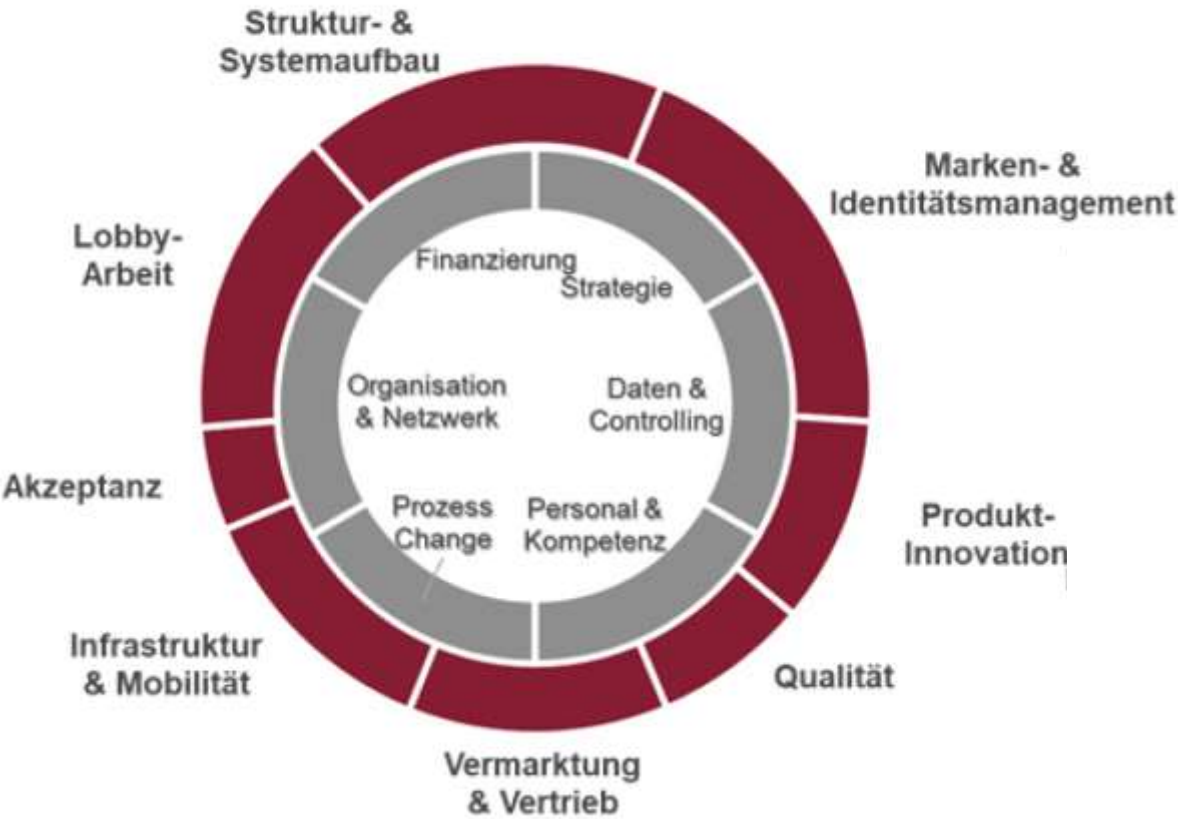 Struktur- &
Systemaufbau
Marken- &
Identitätsmanagement
Lobby-
Arbeit
Finanzierung
Strategie
Organisation
& Netzwerk
Daten &
Controlling
Akzeptanz
Prozess
Change
Personal &
Kompetenz
Produkt-
Innovation
Infrastruktur
& Mobilität
Qualität
Vermarktung
& Vertrieb